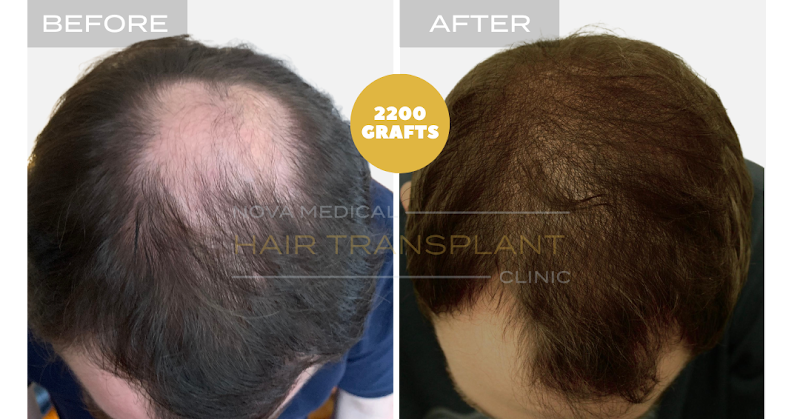 BEFORE
AFTER
2200
GRAFTS
NOVA MEDICAL
HAIR TRANSPLANT
CLINIC